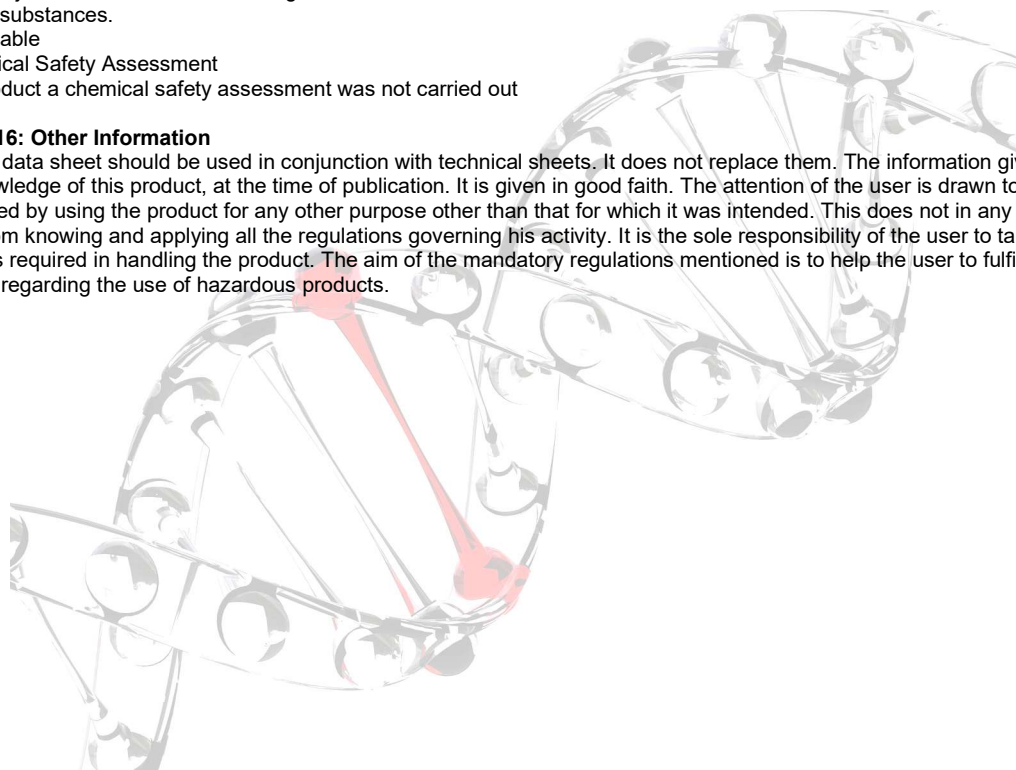 substances.
able
ical Safety Assessment
duct a chemical safety assessment was not carried out
16: Other Information
data sheet should be used in conjunction with technical sheets. It does not replace them. The information gi
wledge of this product, at the time of publication. It is given in good faith. The attention of the user is drawn to
ed by using the product for any other purpose other than that for which it was intended. This does not in any
om knowing and applying all the regulations governing his activity. It is the sole responsibility of the user to ta
s required in handling the product. The aim of the mandatory regulations mentioned is to help the user to fulfi
regarding the use of hazardous products.